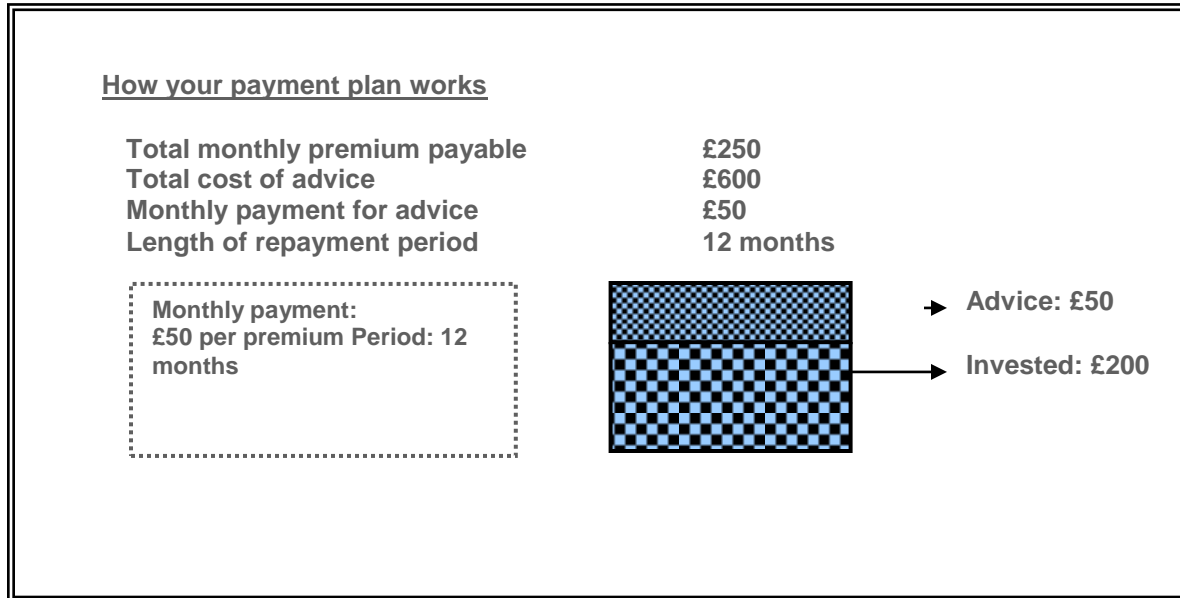 How your payment plan works
Total monthly premium payable £250
Total cost of advice £600
Monthly payment for advice £50
Length of repayment period 12 months
Monthly payment:
£50 per premium Period: 12
months
Advice: £50
Invested: £200